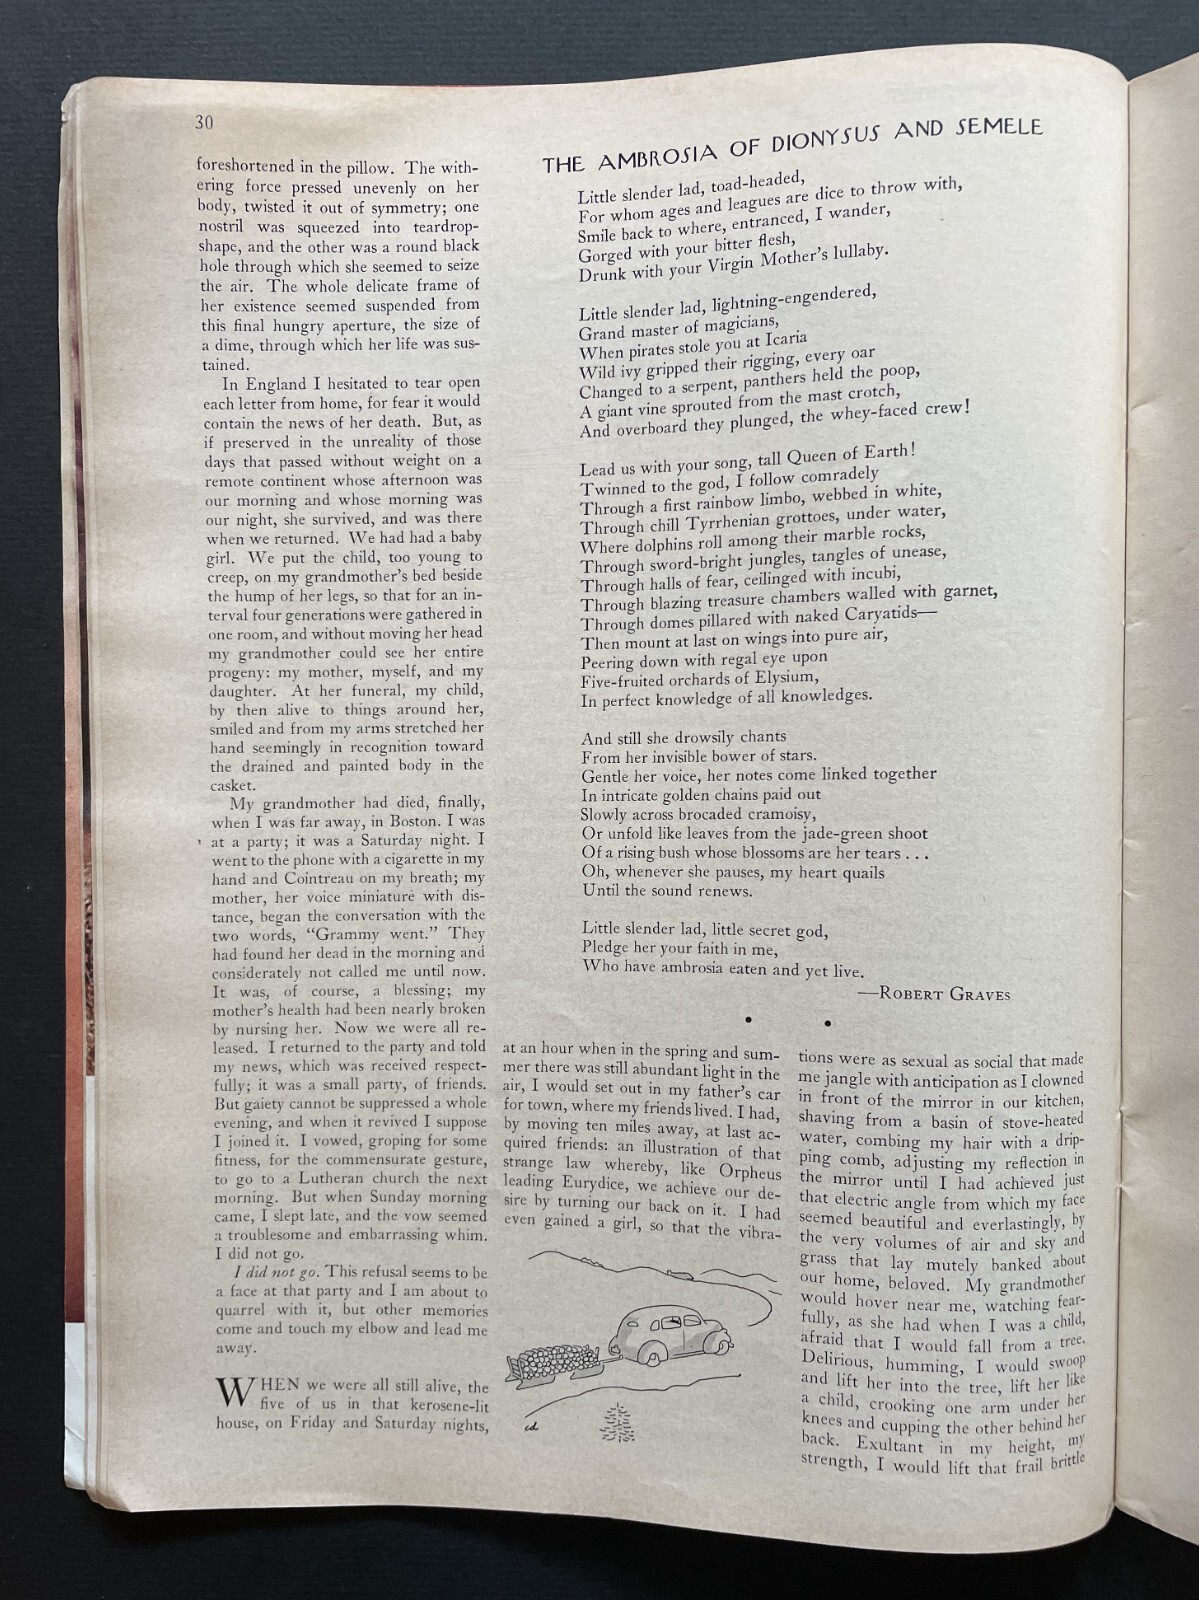 30
foreshortened in the pillow. The with-
ering force pressed unevenly on her
body, twisted it out of symmetry; one
nostril was squeezed into teardrop-
shape, and the other was a round black
hole through which she seemed to seize
the air. The whole delicate frame of
her existence seemed suspended from
this final hungry aperture, the size of
a dime, through which her life was sus-
tained.
In England I hesitated to tear open
each letter from home, for fear it would
contain the news of her death. But, as
if preserved in the unreality of those
days that passed without weight on a
remote continent whose afternoon was
our morning and whose morning was
our night, she survived, and was there
when we returned. We had had a baby
girl. We put the child, too young to
creep, on my grandmother's bed beside
the hump of her legs, so that for an in-
terval four generations were gathered in
one room, and without moving her head
my grandmother could see her entire
progeny: my mother, myself, and my
daughter. At her funeral, my child,
by then alive to things around her,
smiled and from my arms stretched her
hand seemingly in recognition toward
the drained and painted body in the
casket.
My grandmother had died, finally,
when I was far away, in Boston. I was
at a party; it was a Saturday night. I
went to the phone with a cigarette in my
hand and Cointreau on my breath; my
mother, her voice miniature with dis-
tance, began the conversation with the
two words, "Grammy went." They
had found her dead in the morning and
considerately not called me until now.
It was, of course, a blessing; my
mother's health had been nearly broken
by nursing her. Now we were all re-
leased. I returned to the party and told
my news, which was received respect-
fully; it was a small party, of friends.
But gaiety cannot be suppressed a whole
evening, and when it revived I suppose
I joined it. I vowed, groping for some
fitness, for the commensurate gesture,
to go to a Lutheran church the next
morning. But when Sunday morning
came, I slept late, and the vow seemed
a troublesome and embarrassing whim.
I did not go.
I did not go. This refusal seems to be
a face at that party and I am about to
quarrel with it, but other memories
come and touch my elbow and lead me
away.
WHEN we were all still alive, the
five of us in that kerosene-lit
house, on Friday and Saturday nights,
THE AMBROSIA OF DIONYSUS AND SEMELE
Little slender lad, toad-headed,
For whom ages and leagues are dice to throw with,
Smile back to where, entranced, I wander,
Gorged with your bitter flesh,
Drunk with your Virgin Mother's lullaby.
Little slender lad, lightning-engendered,
Grand master of magicians,
When pirates stole you at Icaria
Wild ivy gripped their rigging, every oar
Changed to a serpent, panthers held the poop,
A giant vine sprouted from the mast crotch,
And overboard they plunged, the whey-faced crew!
Lead us with your song, tall Queen of Earth!
Twinned to the god, I follow comradely
Through a first rainbow limbo, webbed in white,
Through chill Tyrrhenian grottoes, under water,
Where dolphins roll among their marble rocks,
Through sword-bright jungles, tangles of unease,
Through halls of fear, ceilinged with incubi,
Through blazing treasure chambers walled with garnet,
Through domes pillared with naked Caryatids—
Then mount at last on wings into pure air,
Peering down with regal eye upon
Five-fruited orchards of Elysium,
In perfect knowledge of all knowledges.
And still she drowsily chants
From her invisible bower of stars.
Gentle her voice, her notes come linked together
In intricate golden chains paid out
Slowly across brocaded cramoisy,
Or unfold like leaves from the jade-green shoot
Of a rising bush whose blossoms are her tears . . .
Oh, whenever she pauses, my heart quails
Until the sound renews.
Little slender lad, little secret god,
Pledge her your faith in me,
Who have ambrosia eaten and yet live.
—ROBERT GRAVES
at an hour when in the spring and sum-
mer there was still abundant light in the
air, I would set out in my father's car
for town, where my friends lived. I had,
by moving ten miles away, at last ac-
quired friends: an illustration of that
strange law whereby, like Orpheus
leading Eurydice, we achieve our de-
sire by turning our back on it. I had
even gained a girl, so that the vibra-
cd
tions were as sexual as social that made
me jangle with anticipation as I clowned
in front of the mirror in our kitchen,
shaving from a basin of stove-heated
water, combing my hair with a drip-
ping comb, adjusting my reflection in
the mirror until I had achieved just
that electric angle from which my face
seemed beautiful and everlastingly, by
the very volumes of air and sky and
grass that lay mutely banked about
our home, beloved. My grandmother
would hover near me, watching fear-
fully, as she had when I was a child,
afraid that I would fall from a tree.
Delirious, humming, I would swoop
and lift her into the tree, lift her like
a child, crooking one arm under her
knees and cupping the other behind her
back. Exultant in my height, my
strength, I would lift that frail brittle